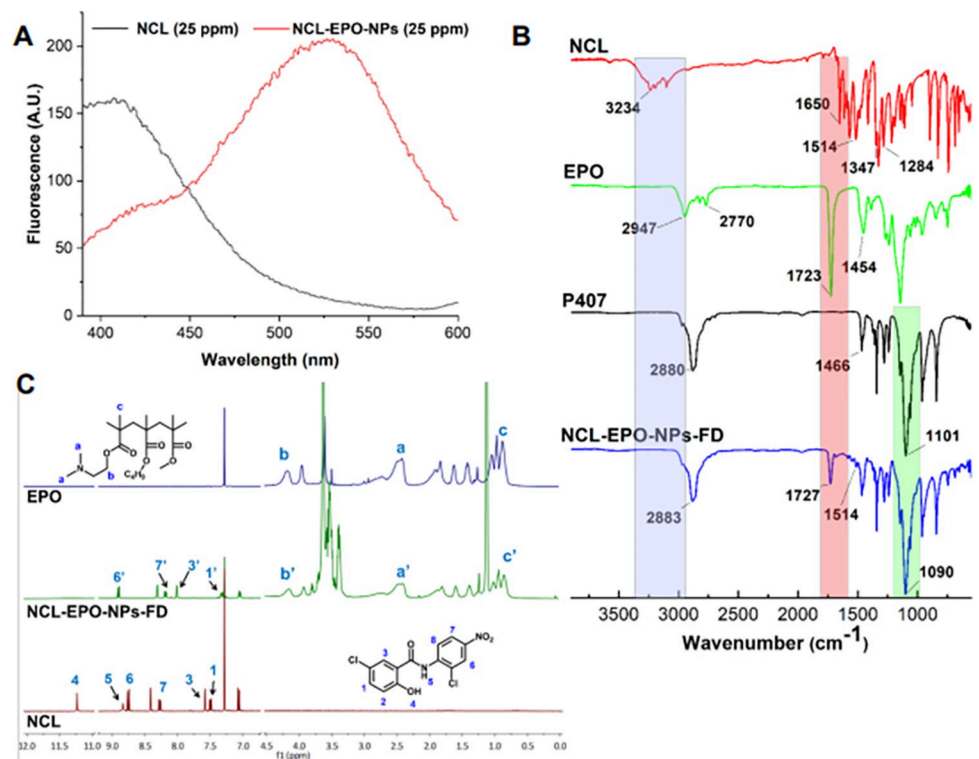 A
NCL (25 ppm)
NCL-EPO-NPs (25 ppm)
200
150
100
50
0
Fluorescence (A.U.)
400
450
500
550
600
Wavelength (nm)
B
NCL
3234
1650
1514
1347
1284
EPO
2947
2770
1723
1454
P407
2880
1466
1101
NCL-EPO-NPs-FD
2883
1727
1514
1090
3500
3000
2500
2000
1500
1000
Wavenumber (cm-1)
C
c
a
N
a
O
b
O
O
O
C4H9
O
O
b
a
c
EPO
6’
7’
3’
1’
b’
a’
c’
NCL-EPO-NPs-FD
4
5
6
7
3
1
Cl
3
O
8
7
NO2
N
H
5
6
Cl
1
OH
2
4
NCL
12.0
11.5
11.0
9.0
8.5
8.0
7.5
7.0
4.5
4.0
3.5
3.0
2.5
2.0
1.5
1.0
0.5
0.0
f1 (ppm)